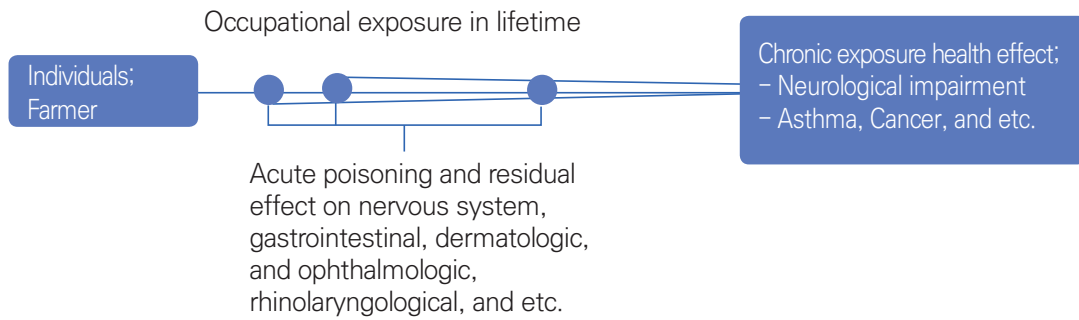 Occupational exposure in lifetime
Individuals;
Farmer
Chronic exposure health effect;
– Neurological impairment
– Asthma, Cancer, and etc.
Acute poisoning and residual
effect on nervous system,
gastrointestinal, dermatologic,
and ophthalmologic,
rhinolaryngological, and etc.